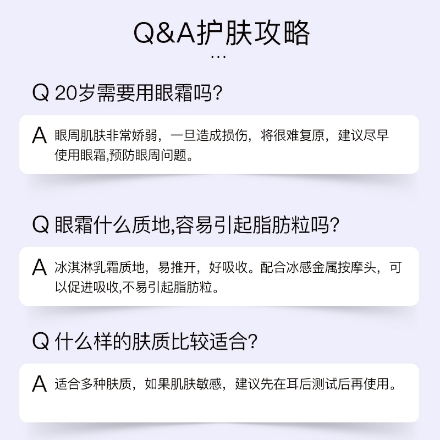 Q&A护肤攻略
...
Q 20岁需要用眼霜吗?
A 眼周肌肤非常娇弱，一旦造成损伤，将很难复原，建议尽早
使用眼霜,预防眼周问题。
Q 眼霜什么质地,容易引起脂肪粒吗?
A 冰淇淋乳霜质地，易推开，好吸收。配合冰感金属按摩头，可
以促进吸收,不易引起脂肪粒。
Q 什么样的肤质比较适合?
A 适合多种肤质，如果肌肤敏感，建议先在耳后测试后再使用。